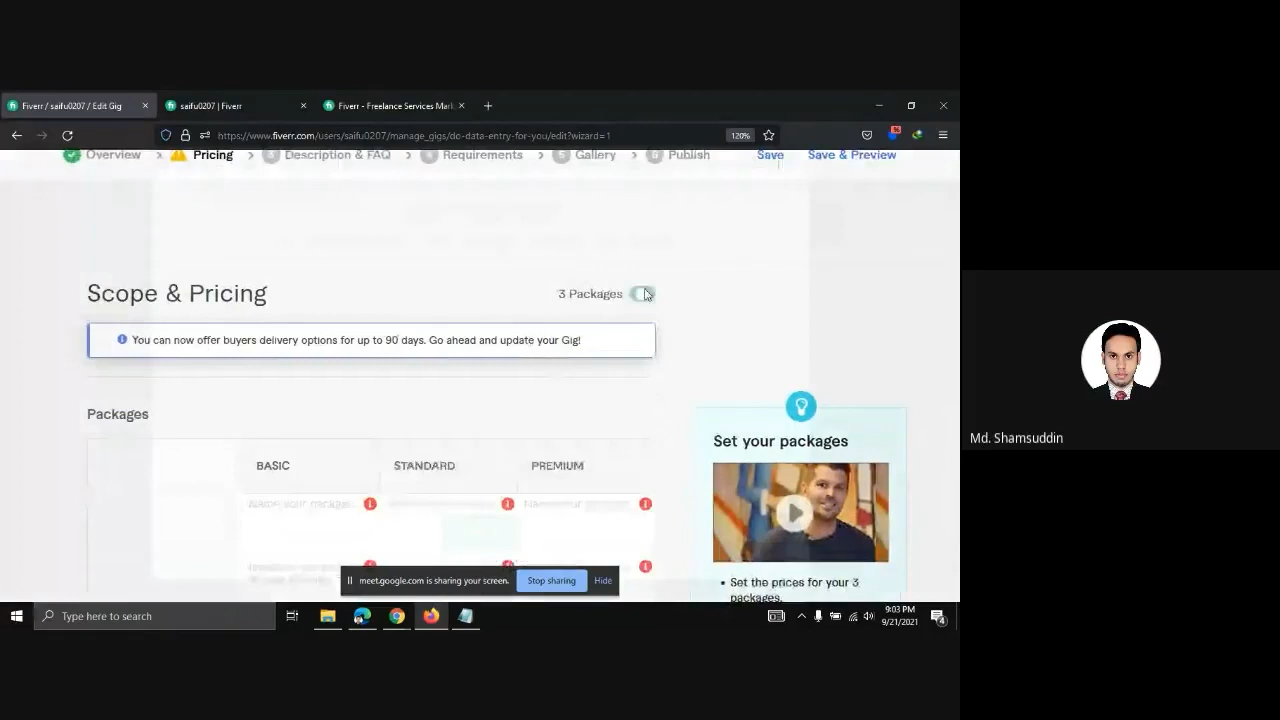 Fiverr / saifu0207 / Edit Gig
saifu0207 | Fiverr
Fiverr - Freelance Services Mark
https://www.fiverr.com/users/saifu0207/manage_gigs/do-data-entry-for-you/edit?wizard=1
120%
Overview
Pricing
Description & FAQ
Requirements
Gallery
Publish
Save
Save & Preview
Scope & Pricing
3 Packages
You can now offer buyers delivery options for up to 90 days. Go ahead and update your Gig!
Packages
BASIC
STANDARD
PREMIUM
Name your package
Set your packages
Set the prices for your 3
packages.
meet.google.com is sharing your screen.
Stop sharing
Hide
Type here to search
9:03 PM
9/21/2021
4
Md. Shamsuddin